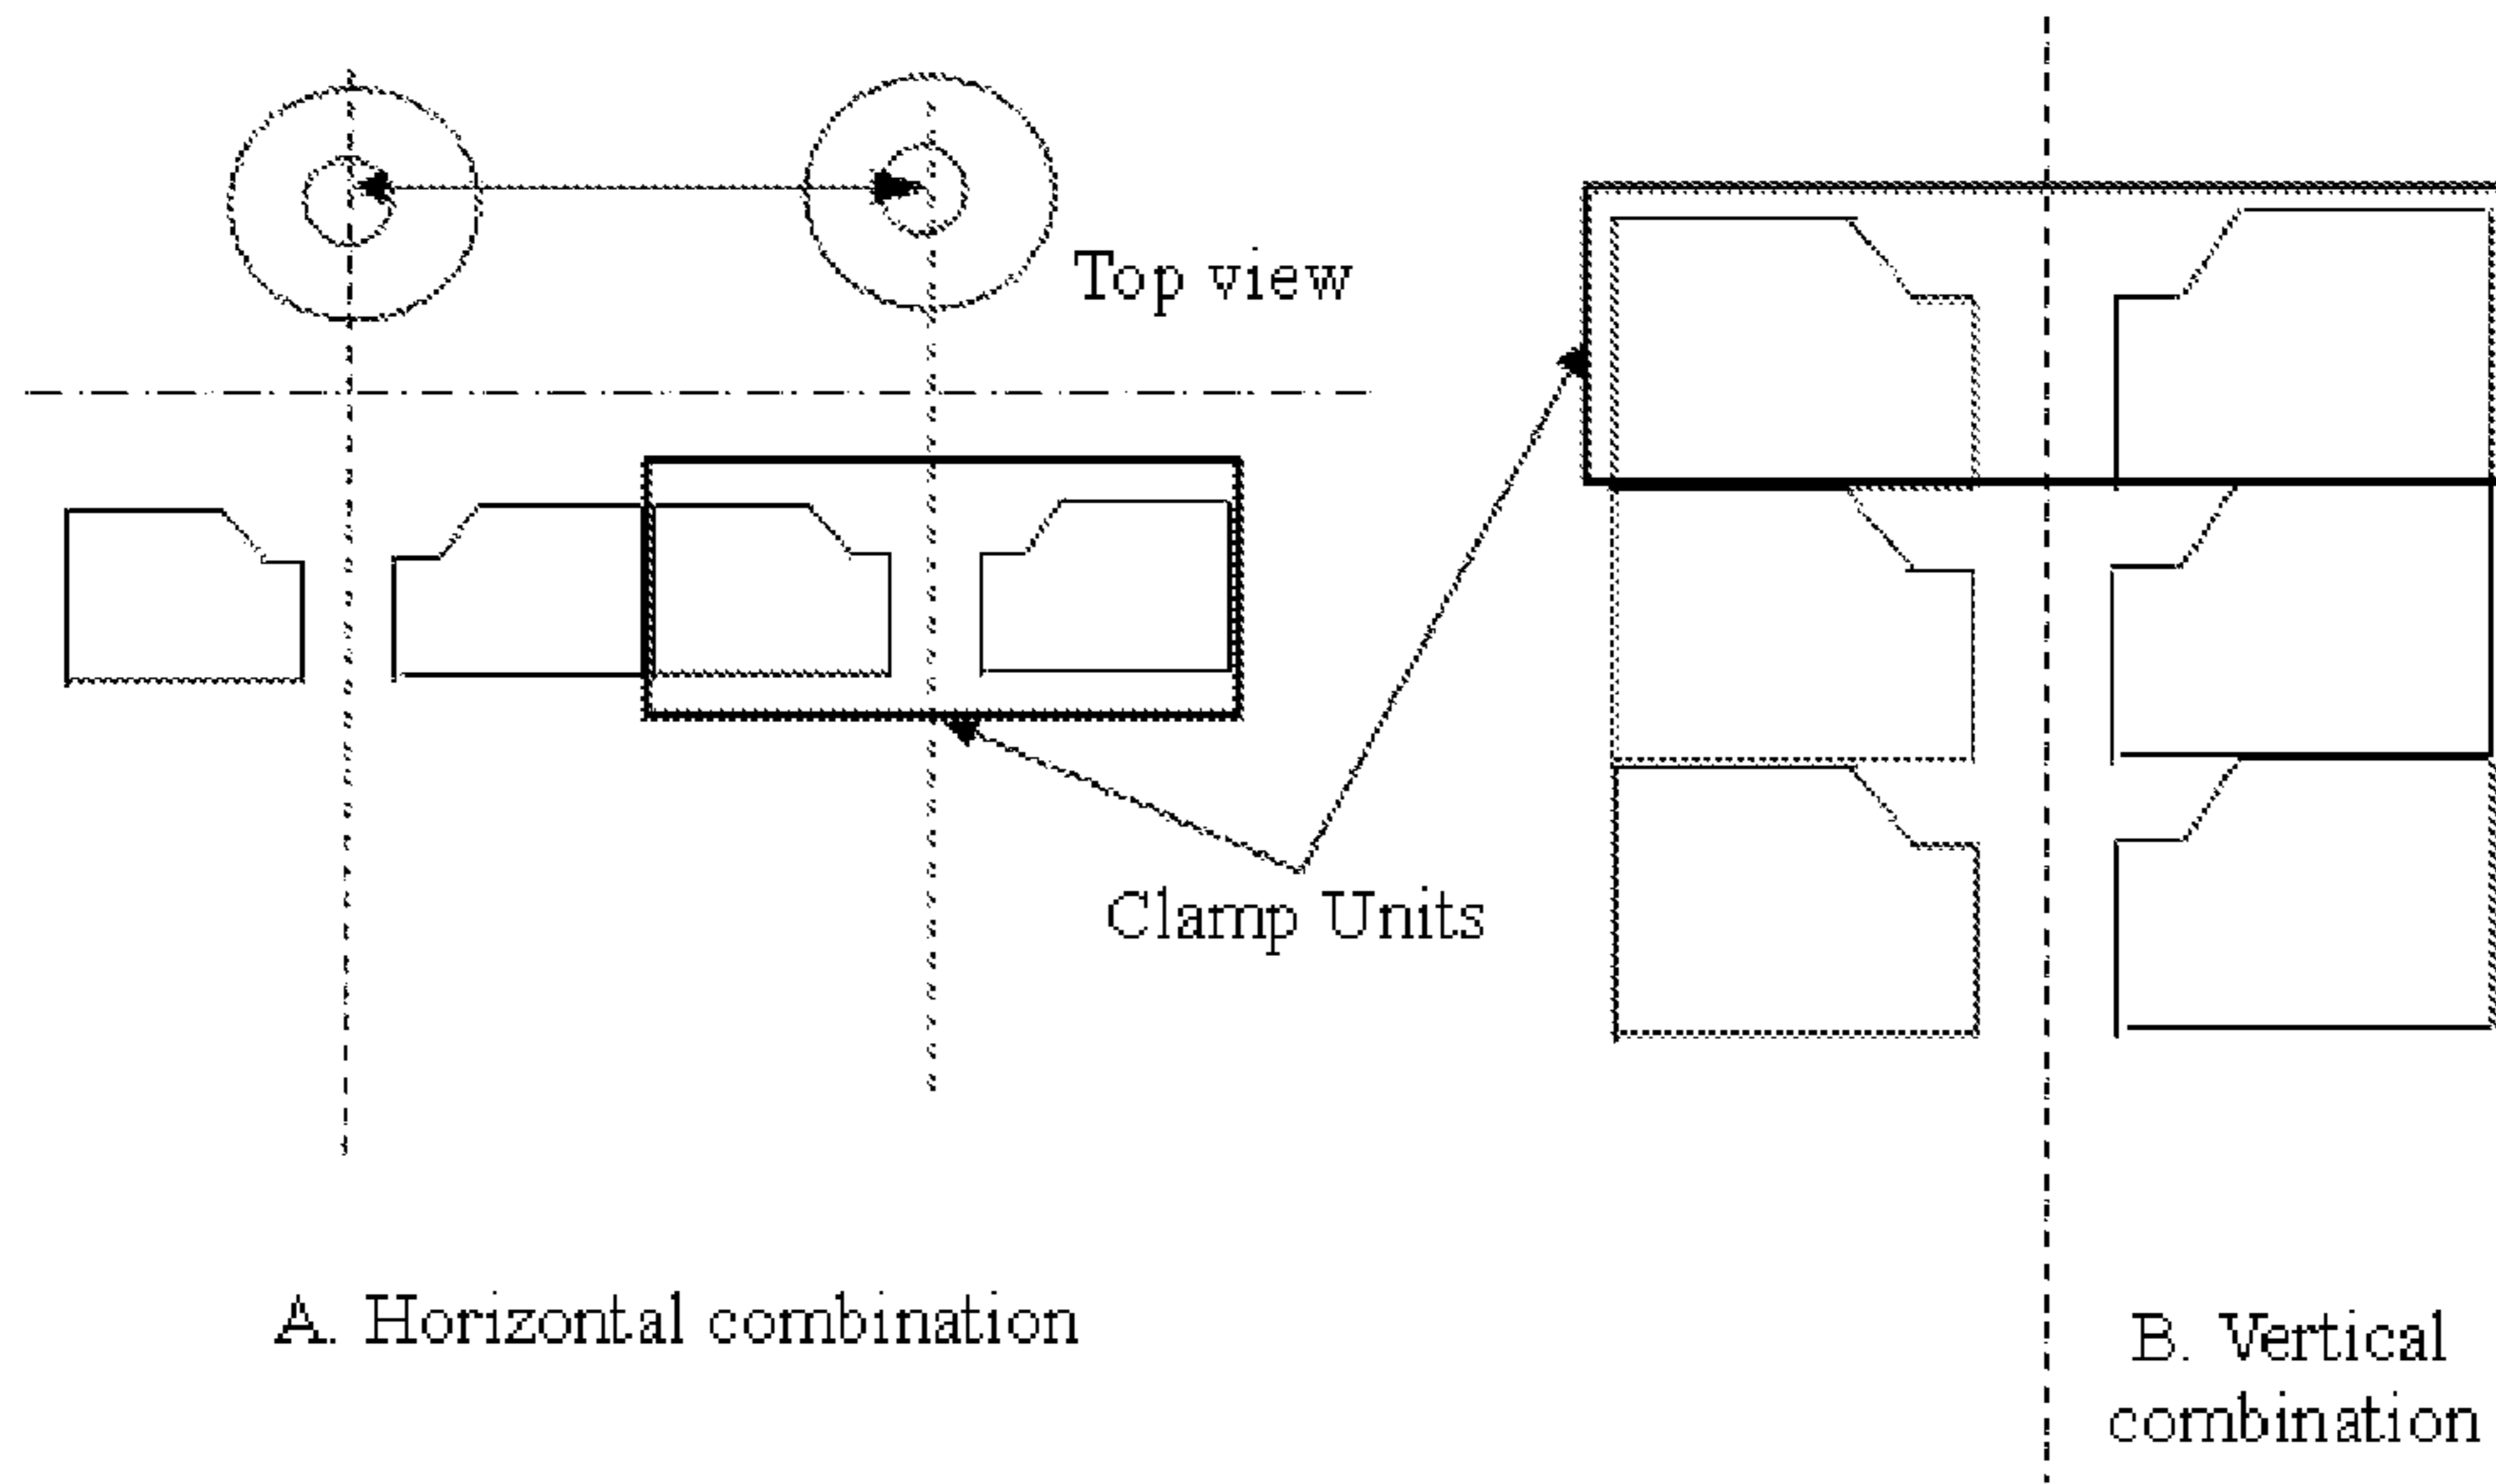 Top view
Clamp Units
A. Horizontal combination
B. Vertical
combination